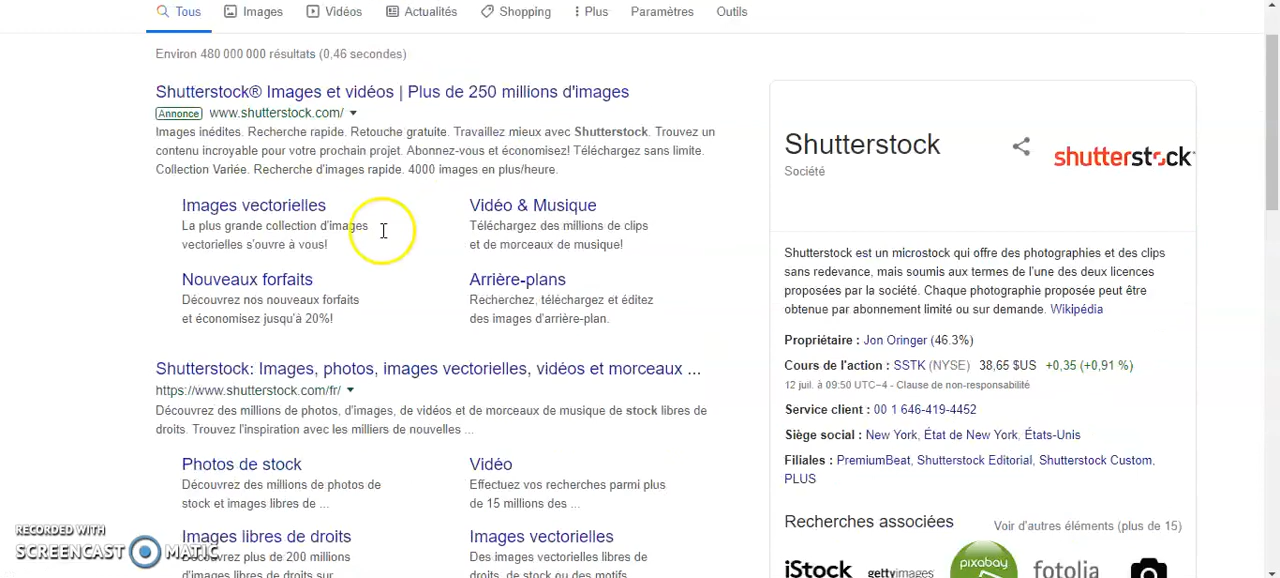 Tous Images Vidéos Actualités Shopping Plus Paramètres Outils
Environ 480 000 000 résultats (0,46 secondes)
Shutterstock® Images et vidéos | Plus de 250 millions d'images
Annonce www.shutterstock.com/
Images inédites. Recherche rapide. Retouche gratuite. Travaillez mieux avec Shutterstock. Trouvez un
contenu incroyable pour votre prochain projet. Abonnez-vous et économisez! Téléchargez sans limite.
Collection Variée. Recherche d'images rapide. 4000 images en plus/heure.
Images vectorielles
La plus grande collection d'images
vectorielles s'ouvre à vous!
Vidéo & Musique
Téléchargez des millions de clips
et de morceaux de musique!
Nouveaux forfaits
Découvrez nos nouveaux forfaits
et économisez jusqu'à 20%!
Arrière-plans
Recherchez, téléchargez et éditez
des images d'arrière-plan.
Shutterstock: Images, photos, images vectorielles, vidéos et morceaux ...
https://www.shutterstock.com/fr/
Découvrez des millions de photos, d'images, de vidéos et de morceaux de musique de stock libres de
droits. Trouvez l'inspiration avec les milliers de nouvelles ...
Photos de stock
Découvrez des millions de photos de
stock et images libres de ...
Vidéo
Effectuez vos recherches parmi plus
de 15 millions des ...
Images libres de droits
Découvrez plus de 200 millions
d'images libres de droits sur
Images vectorielles
Des images vectorielles libres de
droits, de stock ou des motifs
Shutterstock
Société
shutterstock
Shutterstock est un microstock qui offre des photographies et des clips
sans redevance, mais soumis aux termes de l'une des deux licences
proposées par la société. Chaque photographie proposée peut être
obtenue par abonnement limité ou sur demande. Wikipédia
Propriétaire : Jon Oringer (46.3%)
Cours de l'action : SSTK (NYSE) 38,65 $US +0,35 (+0,91 %)
12 juil. à 09:50 UTC−4 - Clause de non-responsabilité
Service client : 00 1 646-419-4452
Siège social : New York, État de New York, États-Unis
Filiales : PremiumBeat, Shutterstock Editorial, Shutterstock Custom,
PLUS
Recherches associées Voir d'autres éléments (plus de 15)
iStock gettyimages pixabay fotolia
RECORDED WITH
SCREENCAST MATIC